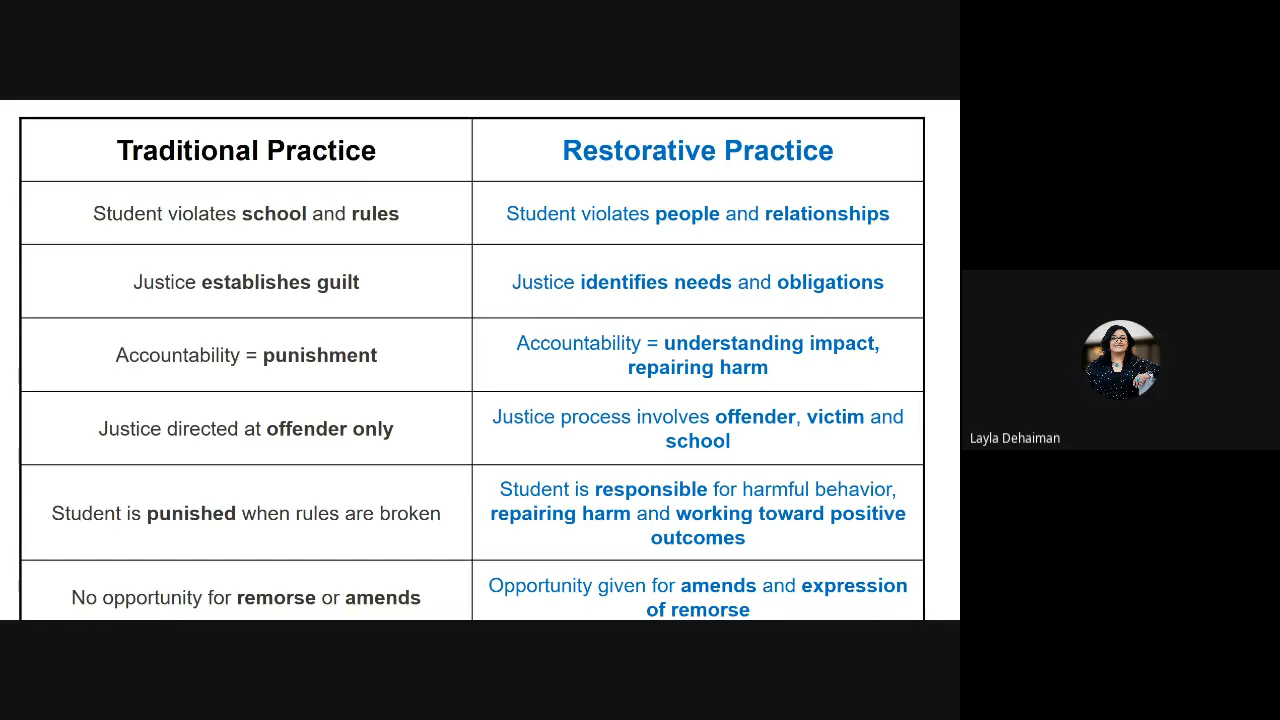 Traditional Practice
Restorative Practice
Student violates school and rules
Student violates people and relationships
Justice establishes guilt
Justice identifies needs and obligations
Accountability = punishment
Accountability = understanding impact,
repairing harm
Justice directed at offender only
Justice process involves offender, victim and
school
Student is punished when rules are broken
Student is responsible for harmful behavior,
repairing harm and working toward positive
outcomes
No opportunity for remorse or amends
Opportunity given for amends and expression
of remorse
Layla Dehaiman